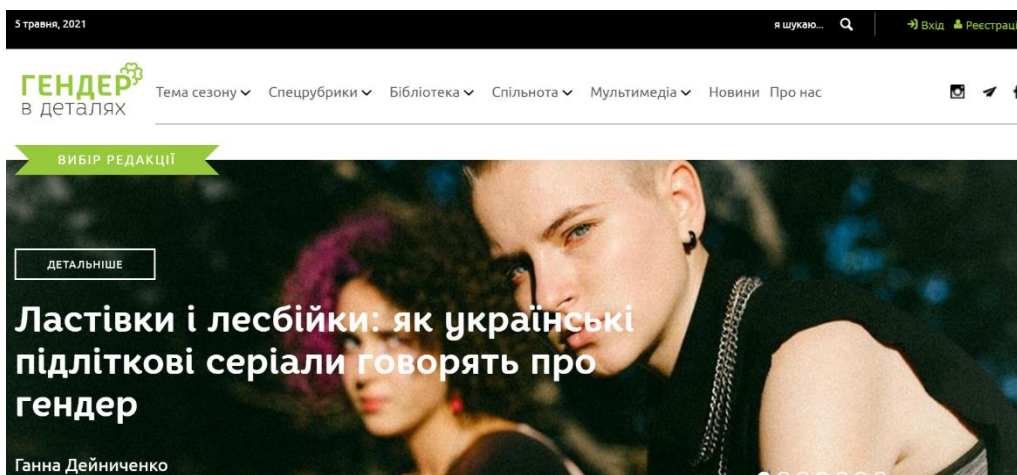 5 травня, 2021
я шукаю...
Вхід
Реєстраці
ГЕНДЕР
в деталях
Тема сезону
Спецрубрики
Бібліотека
Спільнота
Мультимедіа
Новини
Про нас
ВИБІР РЕДАКЦІЇ
ДЕТАЛЬНІШЕ
Ластівки і лесбійки: як українські
підліткові серіали говорять про
гендер
Ганна Дейниченко